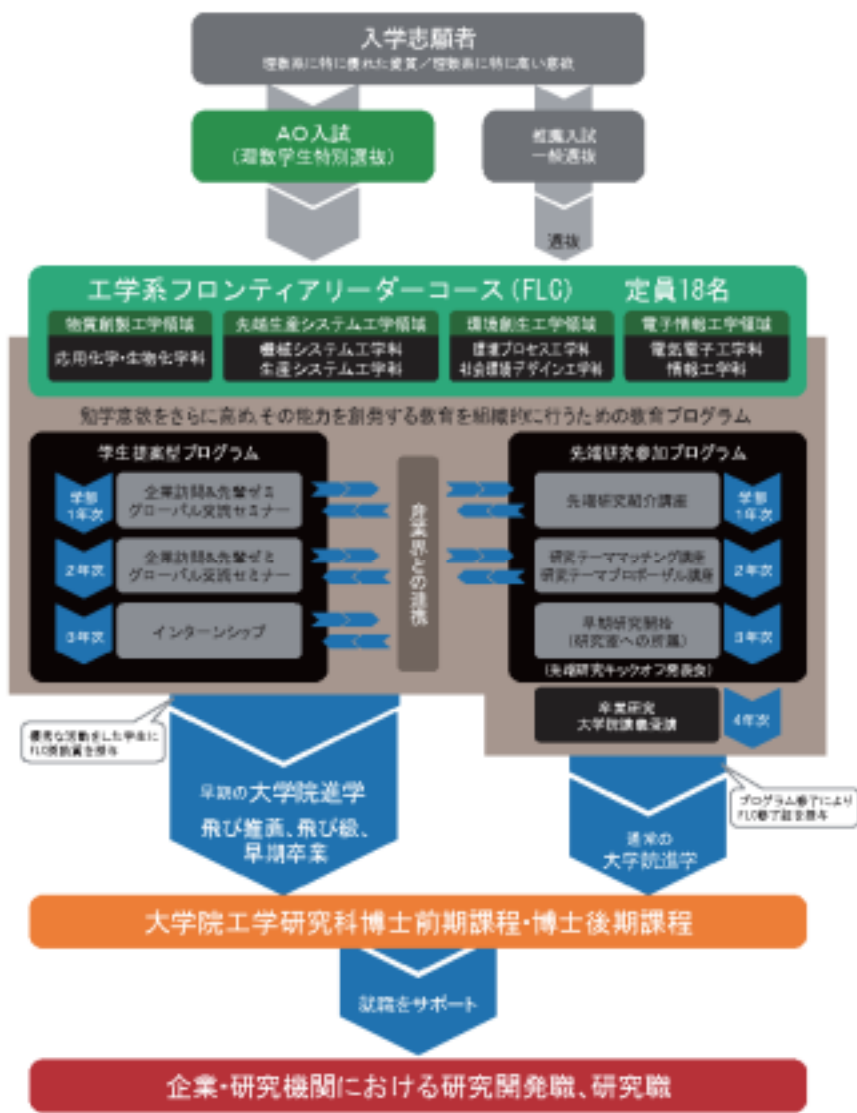 入学志願者
理数系に特に優れた資質／理数系に特に高い意欲
AO入試
(理数学生特別選抜)
推薦入試
一般選抜
選抜
工学系フロンティアリーダーコース(FLC) 定員18名
物質創製工学領域
応用化学・生物化学科
先端生産システム工学領域
機械システム工学科
生産システム工学科
環境創生工学領域
環境プロセス工学科
社会環境デザイン工学科
電子情報工学領域
電気電子工学科
情報工学科
勉学意欲をさらに高め、その能力を創発する教育を組織的に行うための教育プログラム
学生提案型プログラム
学部
1年次
企業訪問&先輩ゼミ
グローバル交流セミナー
2年次
企業訪問&先輩ゼミ
グローバル交流セミナー
3年次
インターンシップ
産業界との連携
先端研究参加プログラム
先端研究紹介講座
学部
1年次
研究テーママッチング講座
研究テーマプロポーザル講座
2年次
早期研究開始
(研究室への所属)
3年次
(先端研究キックオフ発表会)
卒業研究
大学院講義受講
4年次
優秀な活動をした学生に
FLC奨励賞を授与
早期の大学院進学
飛び推薦、飛び級、
早期卒業
プログラム修了により
FLC修了証を授与
通常の
大学院進学
大学院工学研究科博士前期課程・博士後期課程
就職をサポート
企業・研究機関における研究開発職、研究職